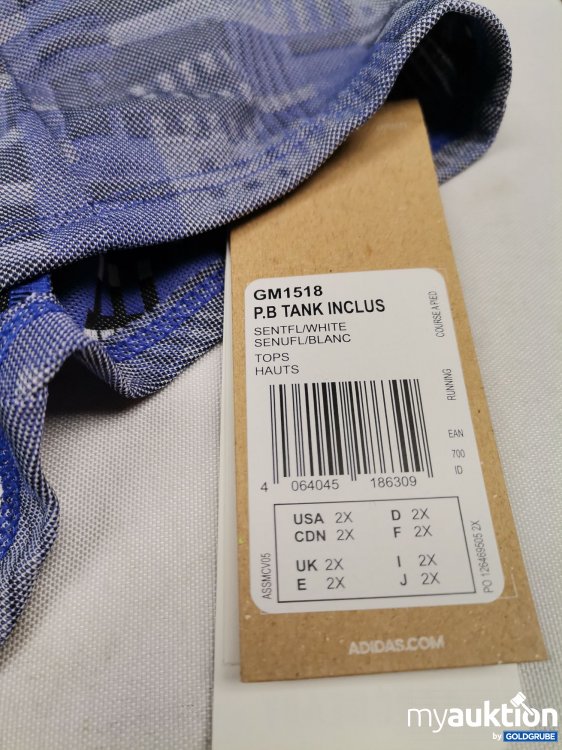 GM1518
P.B TANK INCLUS
SENTFL/WHITE
SENUFL/BLANC
TOPS
HAUTS
COURSE A PIED
RUNNING
EAN
700
ID
4 064045 186309
USA 2X D 2X
CDN 2X F 2X
UK 2X I 2X
E 2X J 2X
ASSMCV05
PO 126469505 2X
ADIDAS.COM
myauktion
by GOLDGRUBE